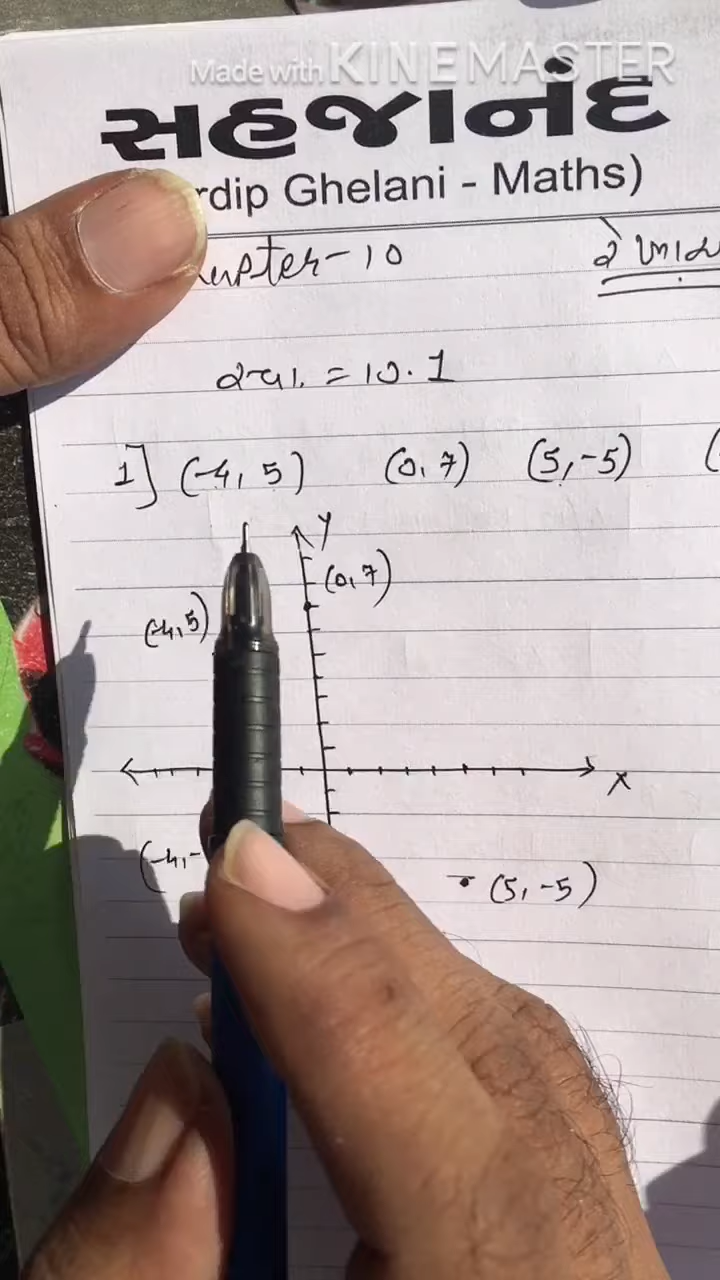 Made with KINEMASTER
સહજાનંદ
rdip Ghelani - Maths)
apter-10
સ્વા. = 10.1
1] (-4, 5) (0, 7) (5, -5)
Y
(0, 7)
(-4, 5)
X
(-4, -
(5, -5)